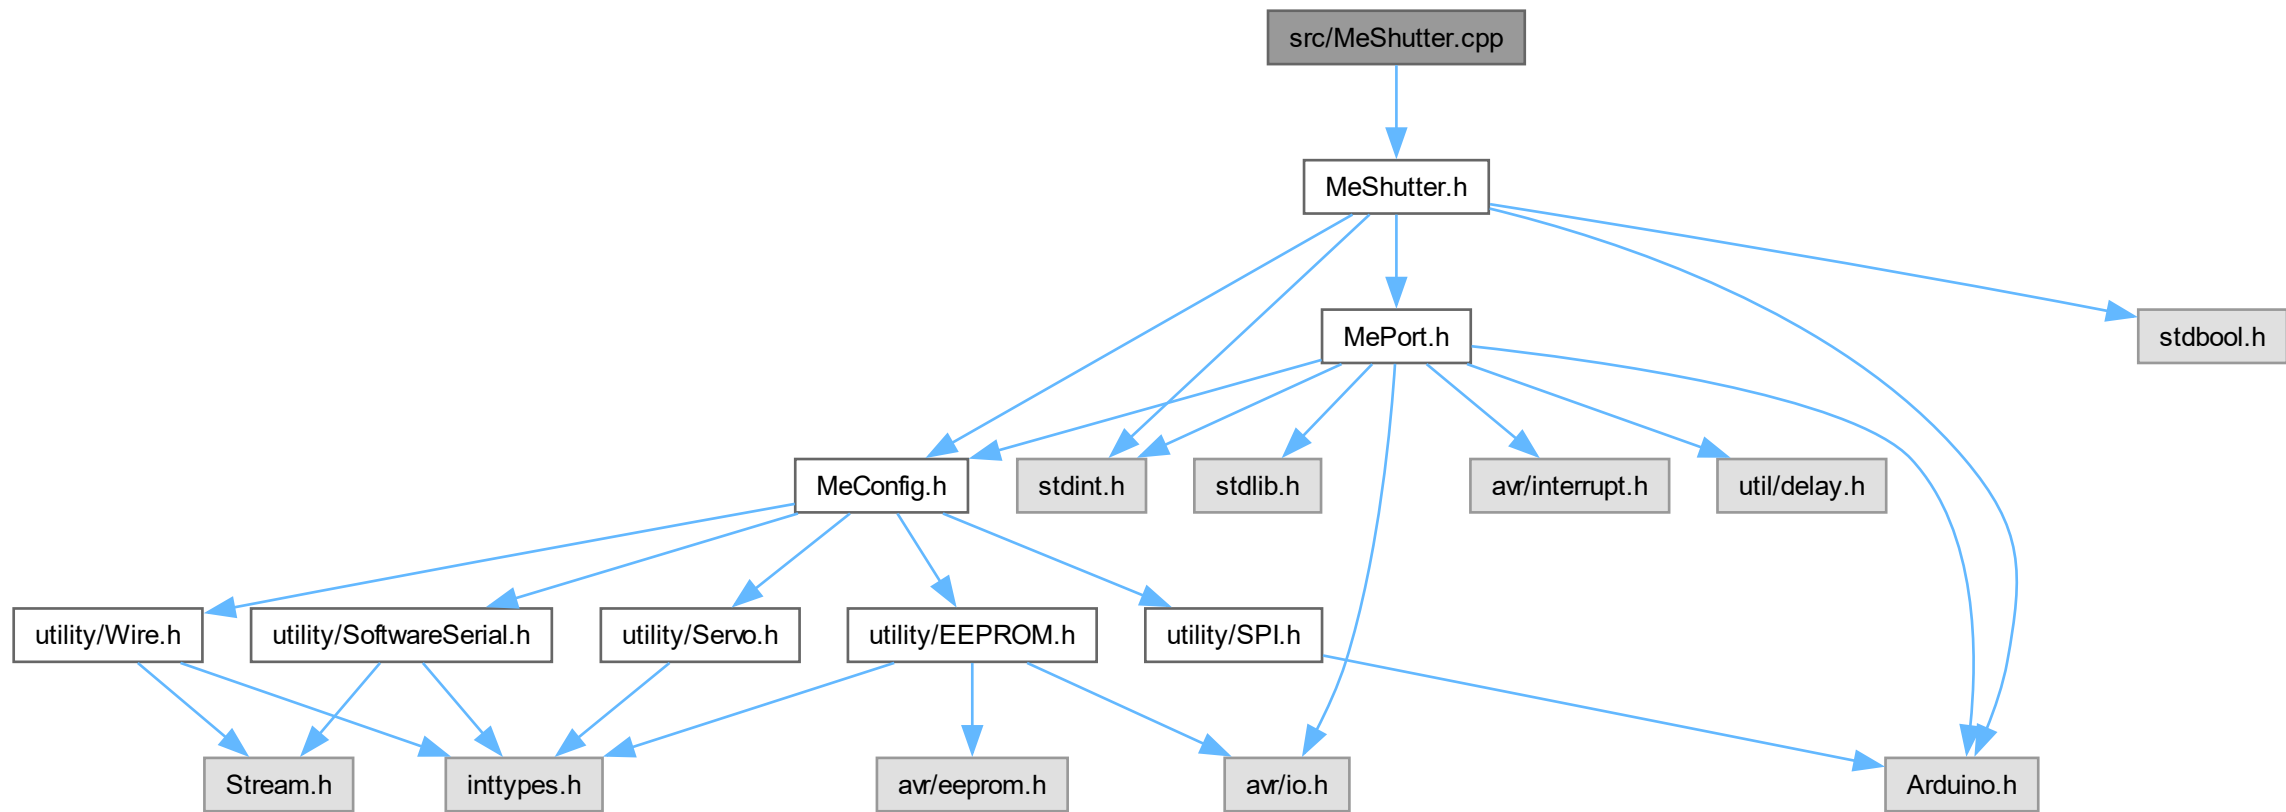 src/MeShutter.cpp
MeShutter.h
MePort.h
stdbool.h
MeConfig.h
stdint.h
stdlib.h
avr/interrupt.h
util/delay.h
utility/Wire.h
utility/SoftwareSerial.h
utility/Servo.h
utility/EEPROM.h
utility/SPI.h
Stream.h
inttypes.h
avr/eeprom.h
avr/io.h
Arduino.h